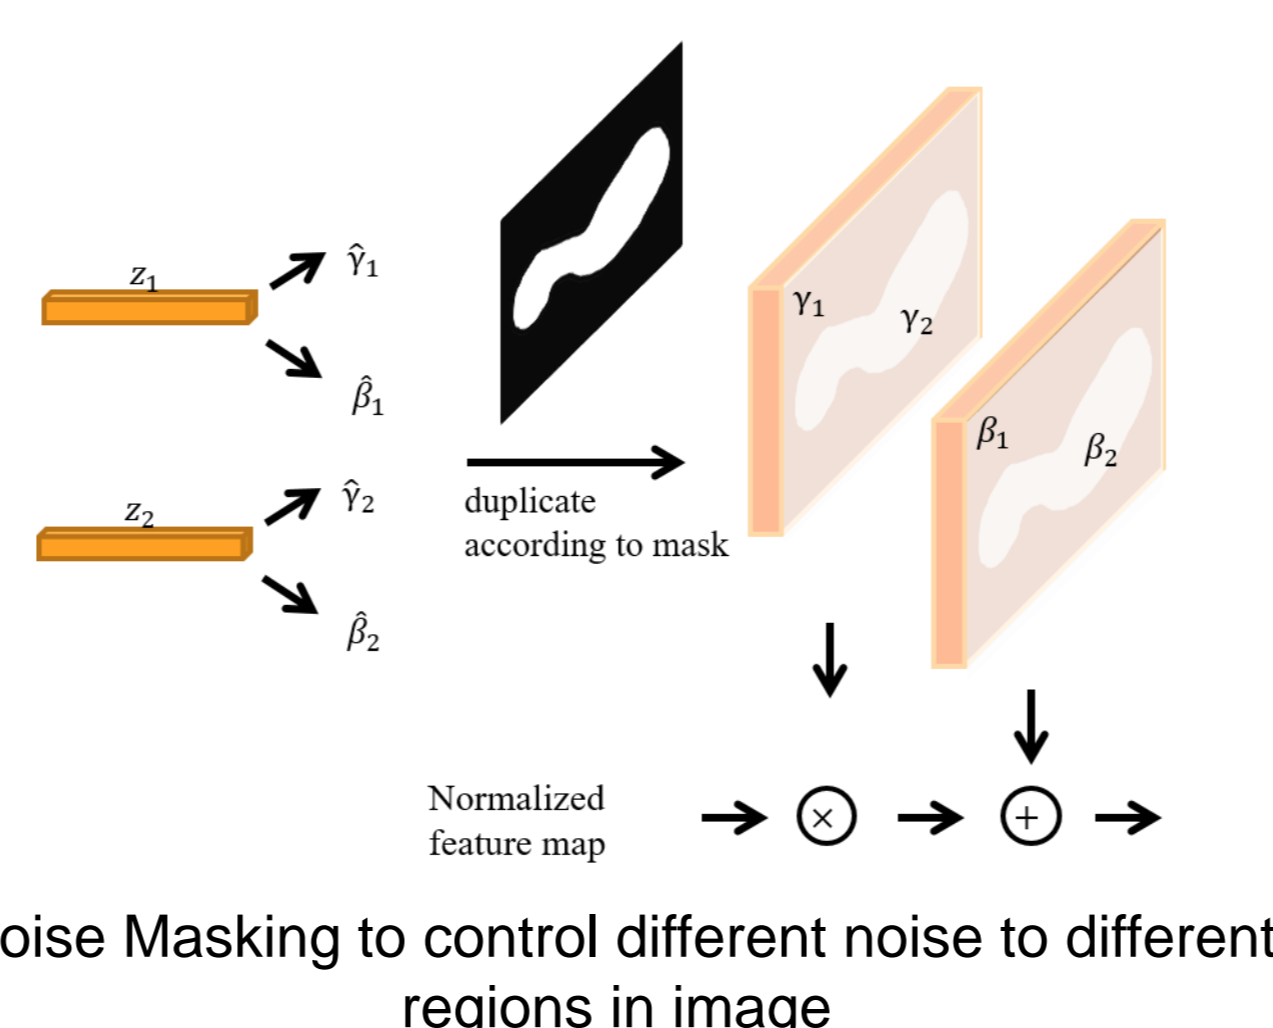 z₁
γ̂₁
β̂₁
z₂
γ̂₂
β̂₂
duplicate
according to mask
γ₁
γ₂
β₁
β₂
Normalized
feature map
×
+
oise Masking to control different noise to different
regions in image